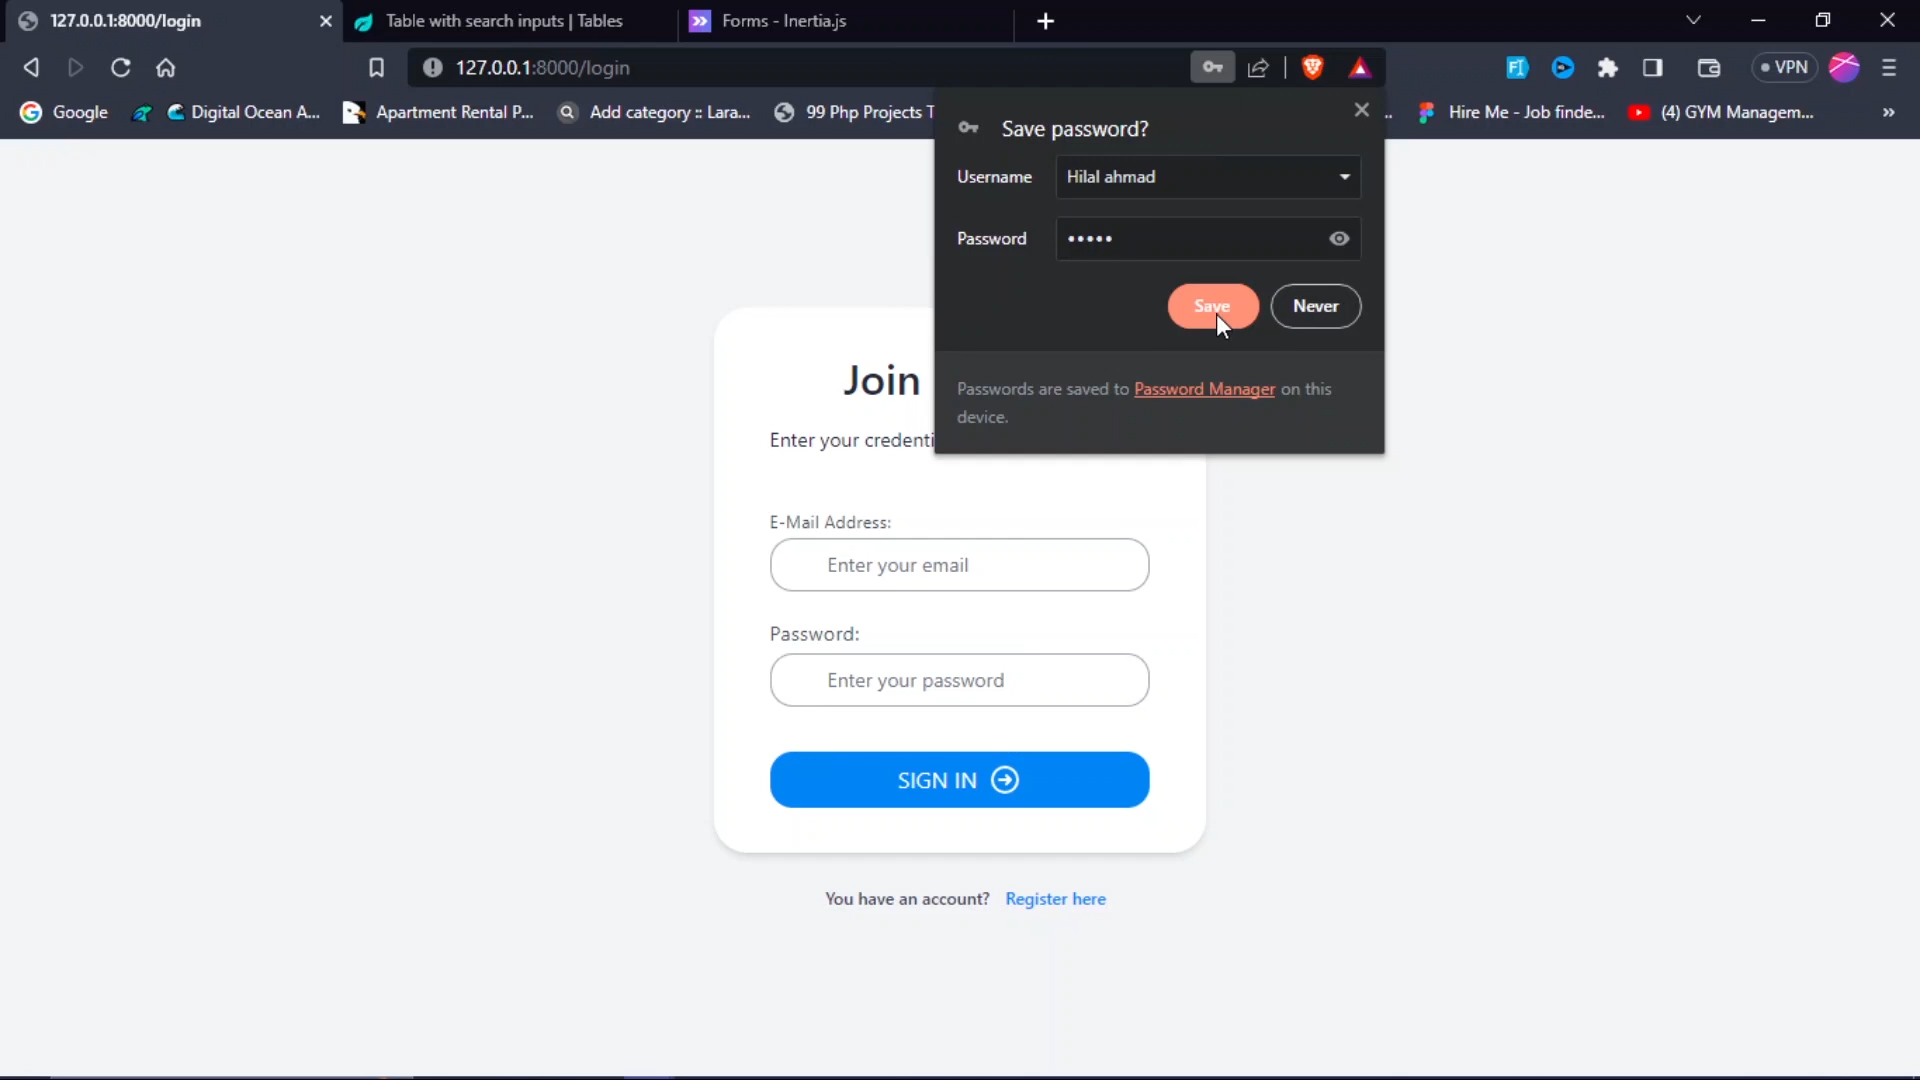 127.0.0.1:8000/login
Table with search inputs | Tables
Forms - Inertia.js
127.0.0.1:8000/login
VPN
Google
Digital Ocean A...
Apartment Rental P...
Add category :: Lara...
99 Php Projects T
..
Hire Me - Job finde...
(4) GYM Managem...
»
Save password?
Username
Hilal ahmad
Password
•••••
Save
Never
Passwords are saved to Password Manager on this
device.
Join
Enter your credenti
E-Mail Address:
Enter your email
Password:
Enter your password
SIGN IN
You have an account? Register here